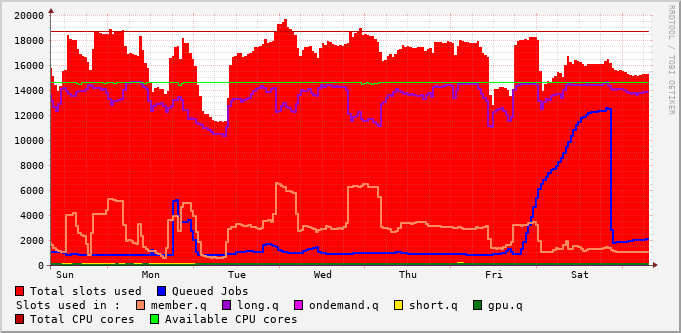 20000
18000
16000
14000
12000
10000
8000
6000
4000
2000
0
Sun Mon Tue Wed Thu Fri Sat
RRDTOOL / TOBI OETIKER
Total slots used Queued Jobs
Slots used in : member.q long.q ondemand.q short.q gpu.q
Total CPU cores Available CPU cores